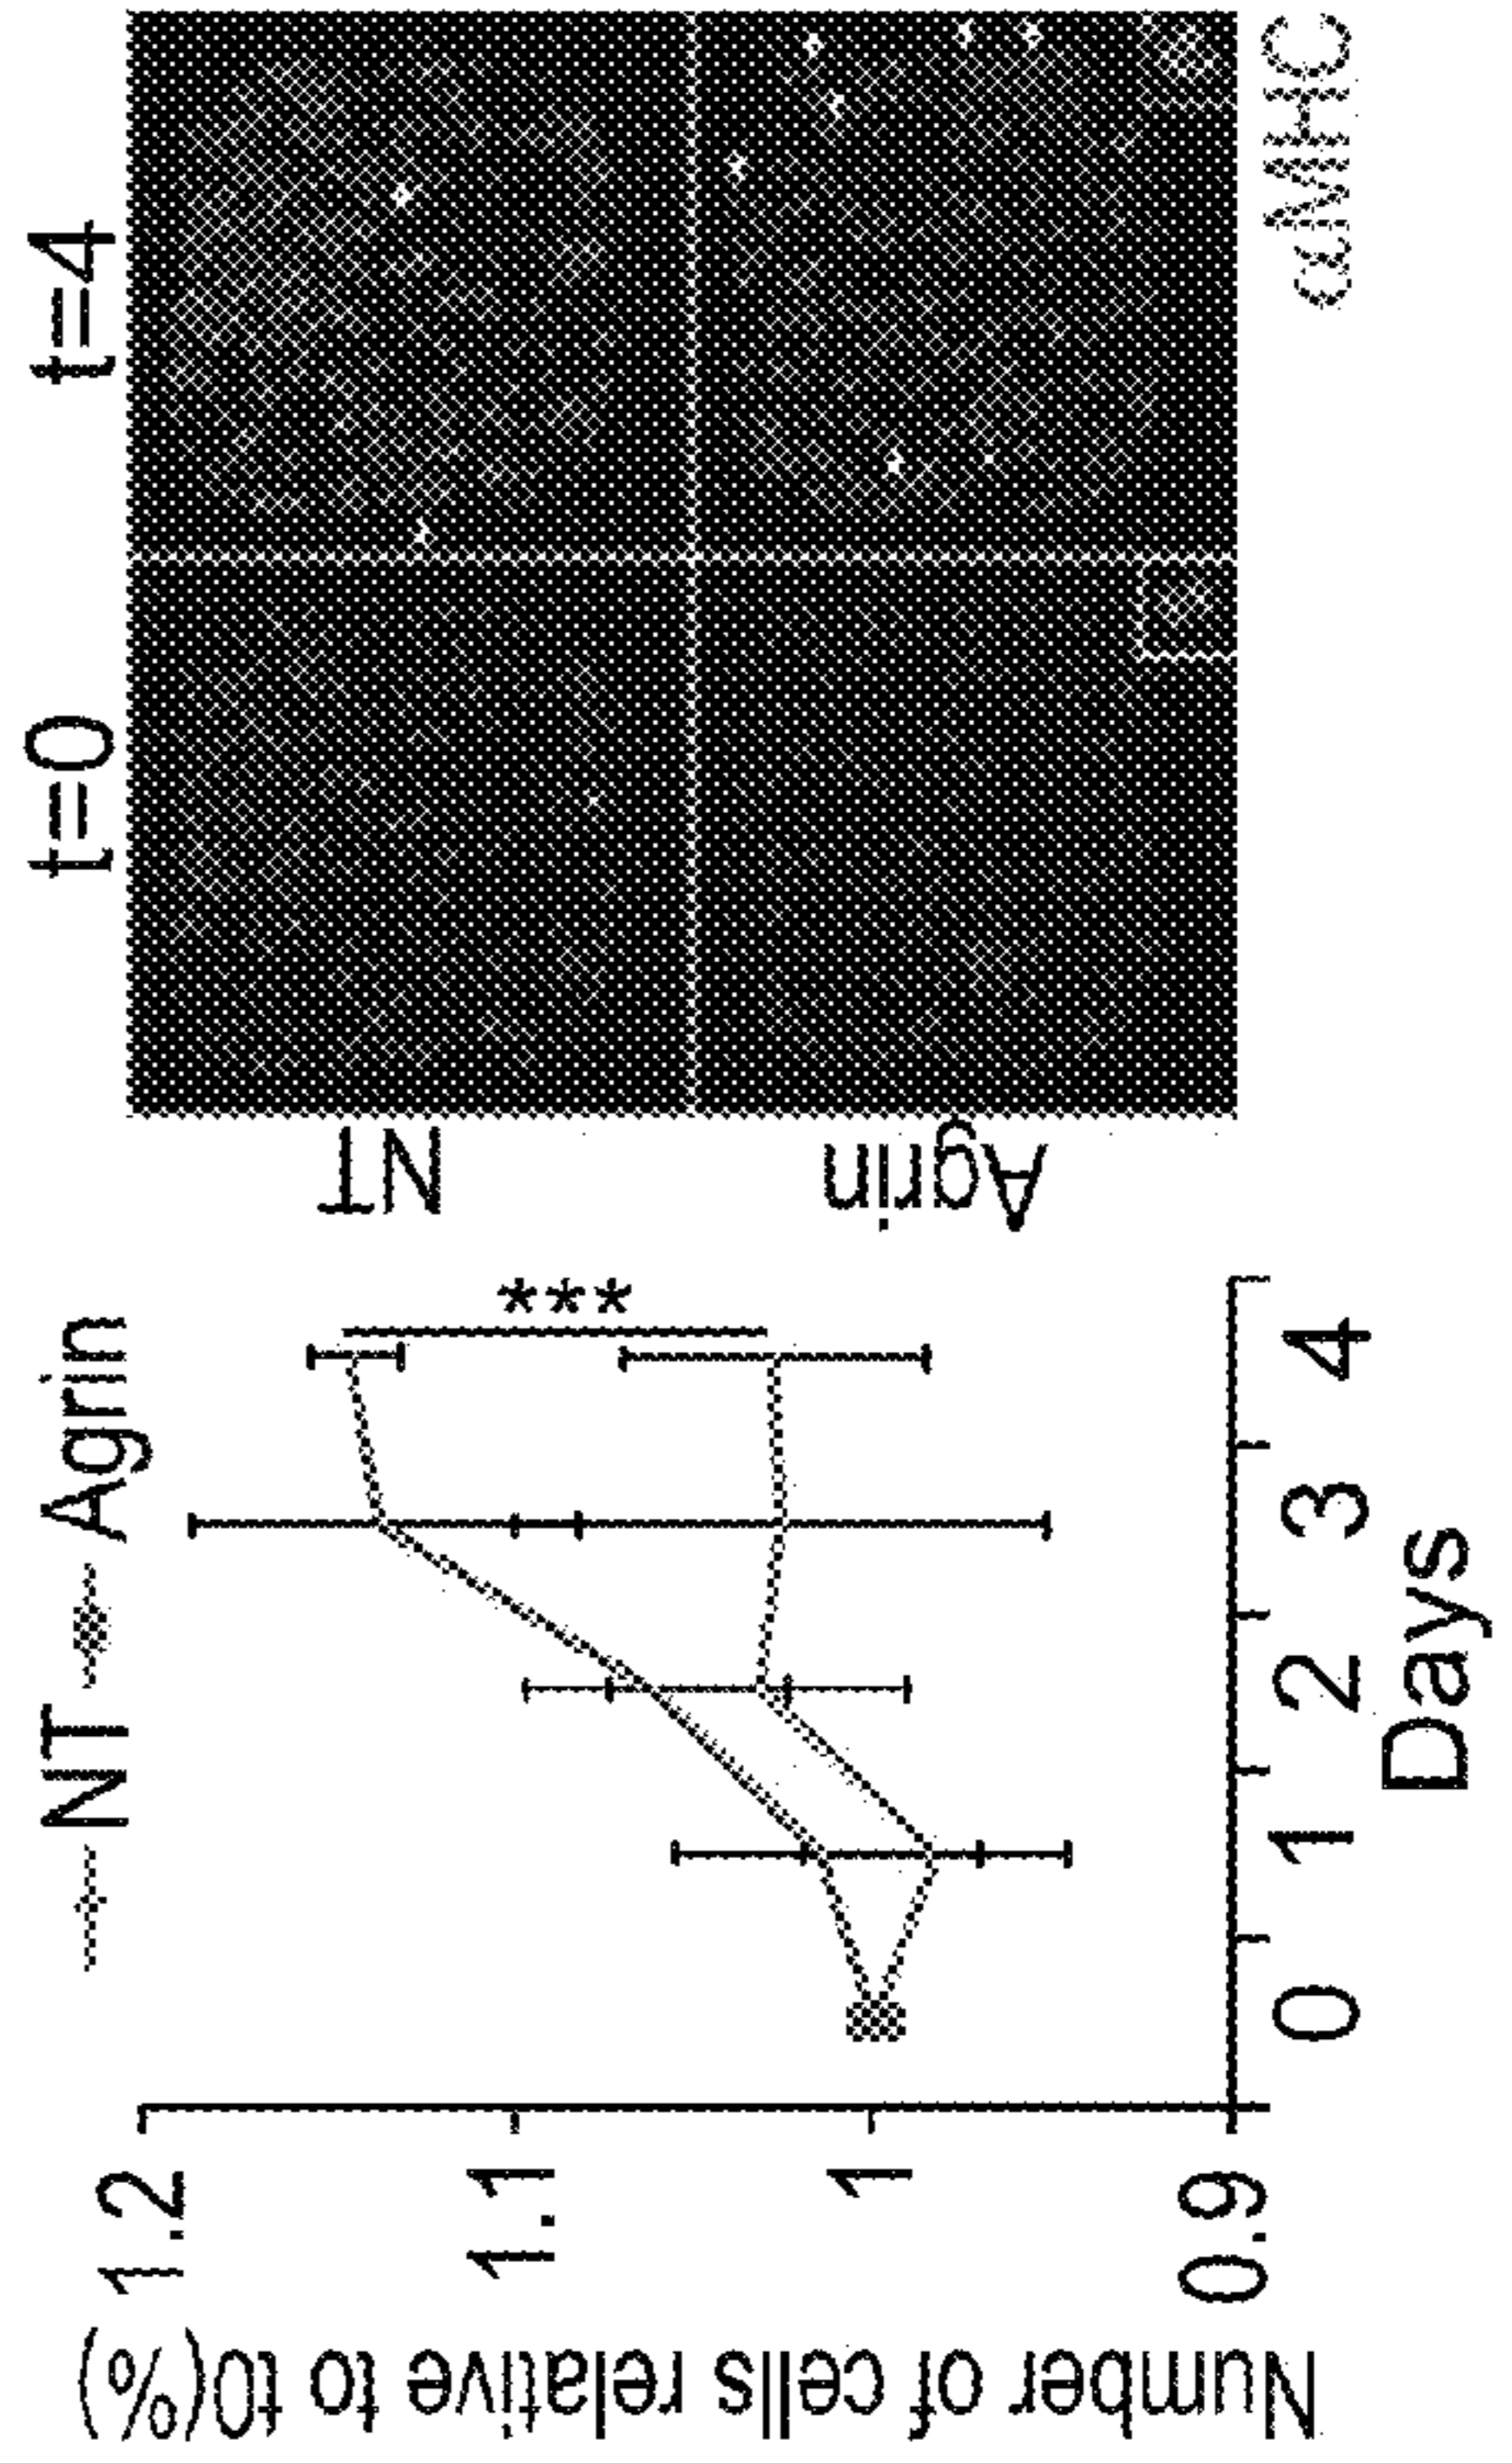 NT Agrin
Number of cells relative to t0(%)
1.2
1.1
1
0.9
0 1 2 3 4
Days
***
t=0 t=4
NT
Agrin
αMHC